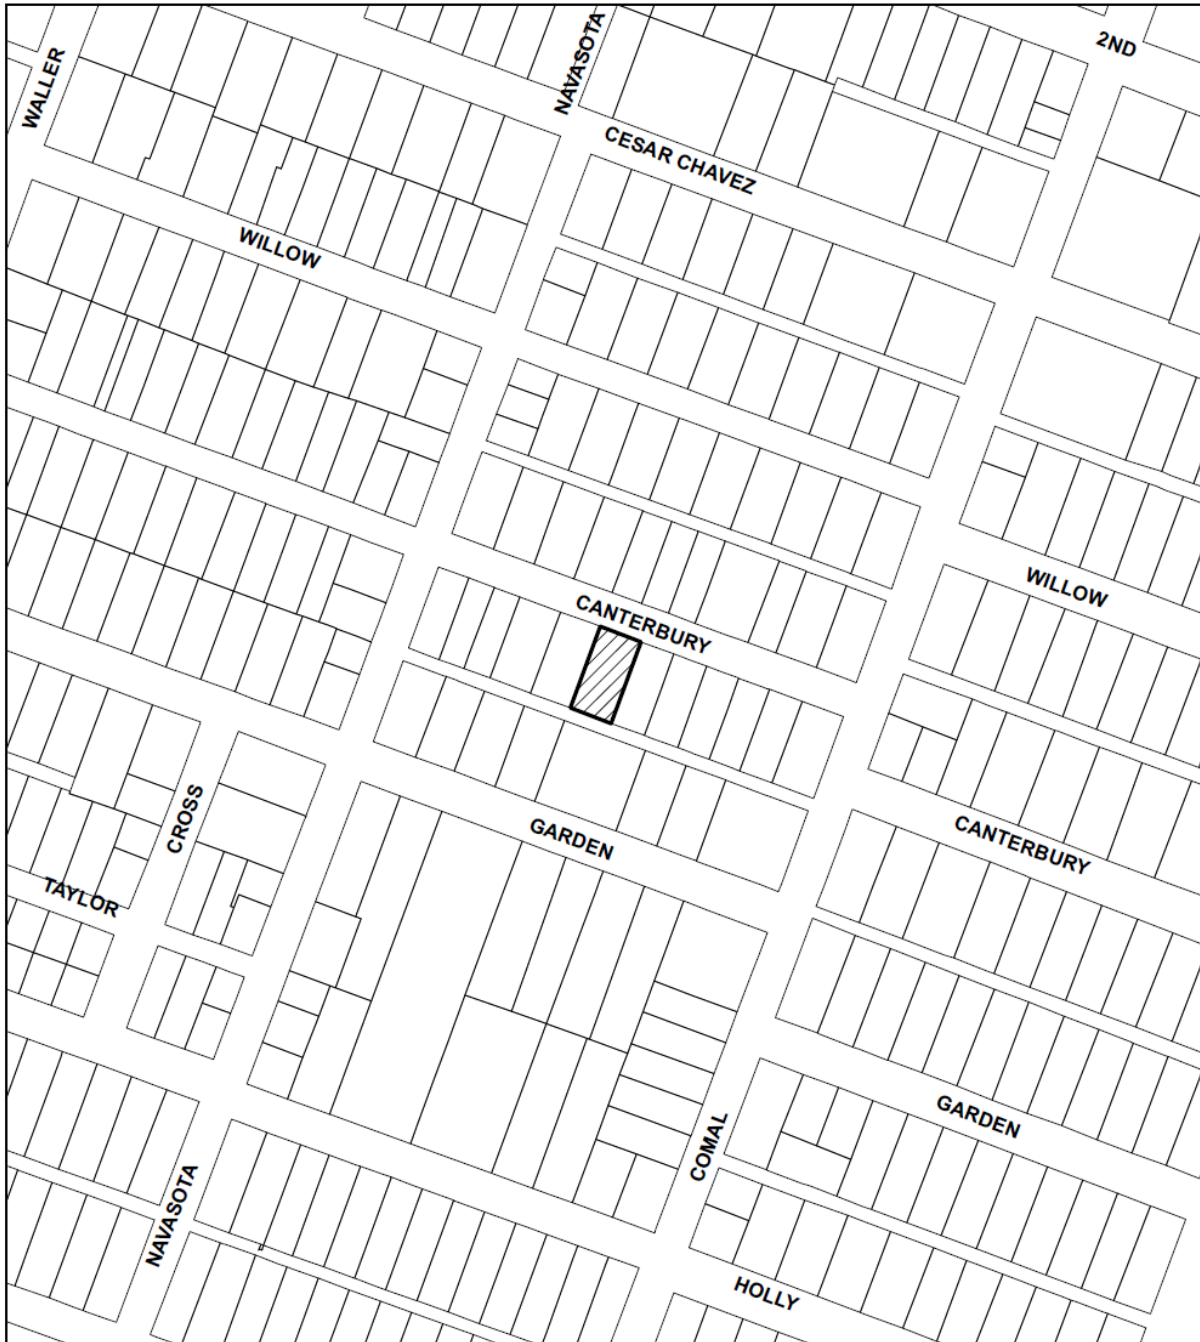 NAVASOTA
2ND
WALLER
CESAR CHAVEZ
WILLOW
WILLOW
CANTERBURY
CANTERBURY
CROSS
GARDEN
TAYLOR
GARDEN
COMAL
NAVASOTA
HOLLY